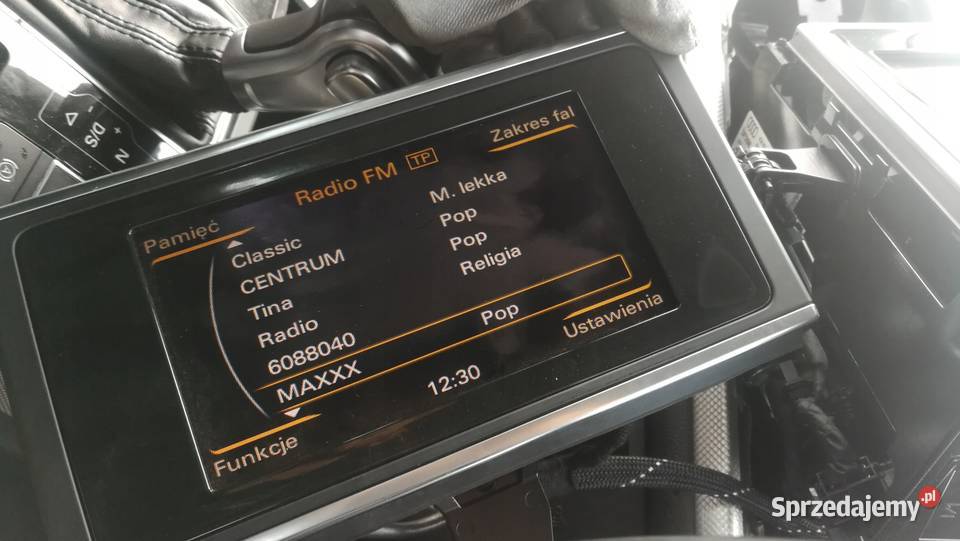 Radio FM TP
Zakres fal
Pamięć
Classic M. lekka
CENTRUM Pop
Tina Pop
Radio Religia
6088040
MAXXX Pop
Ustawienia
12:30
Funkcje
D/S
+
-
N
Sprzedajemy.pl